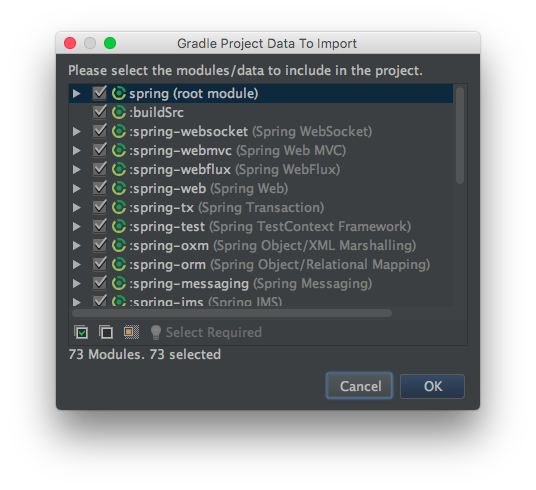 Gradle Project Data To Import
Please select the modules/data to include in the project.
spring (root module)
:buildSrc
:spring-websocket (Spring WebSocket)
:spring-webmvc (Spring Web MVC)
:spring-webflux (Spring WebFlux)
:spring-web (Spring Web)
:spring-tx (Spring Transaction)
:spring-test (Spring TestContext Framework)
:spring-oxm (Spring Object/XML Marshalling)
:spring-orm (Spring Object/Relational Mapping)
:spring-messaging (Spring Messaging)
:spring-jms (Spring JMS)
Select Required
73 Modules. 73 selected
Cancel OK